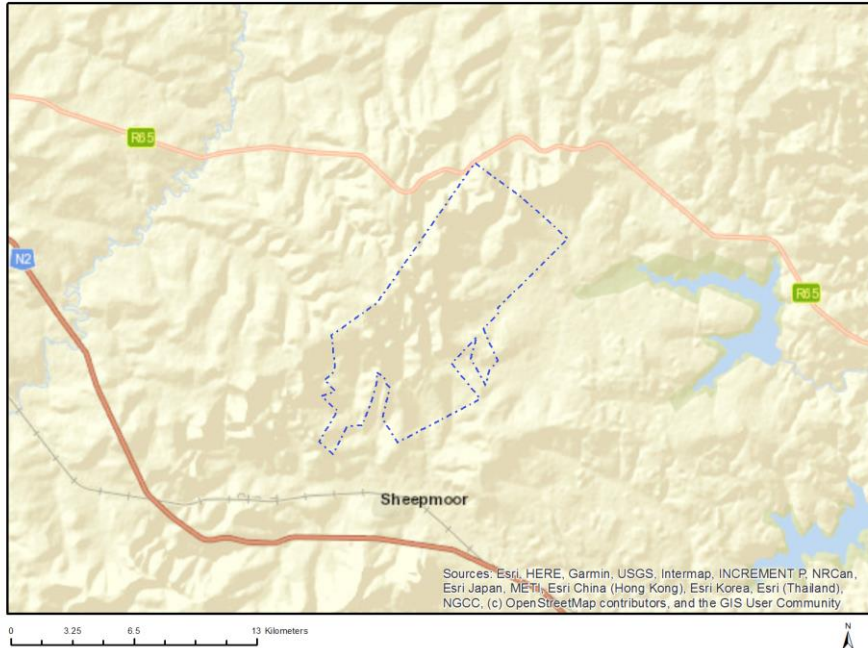 R65
N2
R65
Sheepmoor
Sources: Esri, HERE, Garmin, USGS, Intermap, INCREMENT P, NRCan,
Esri Japan, METI, Esri China (Hong Kong), Esri Korea, Esri (Thailand),
NGCC, (c) OpenStreetMap contributors, and the GIS User Community
0 3.25 6.5 13 Kilometers
N